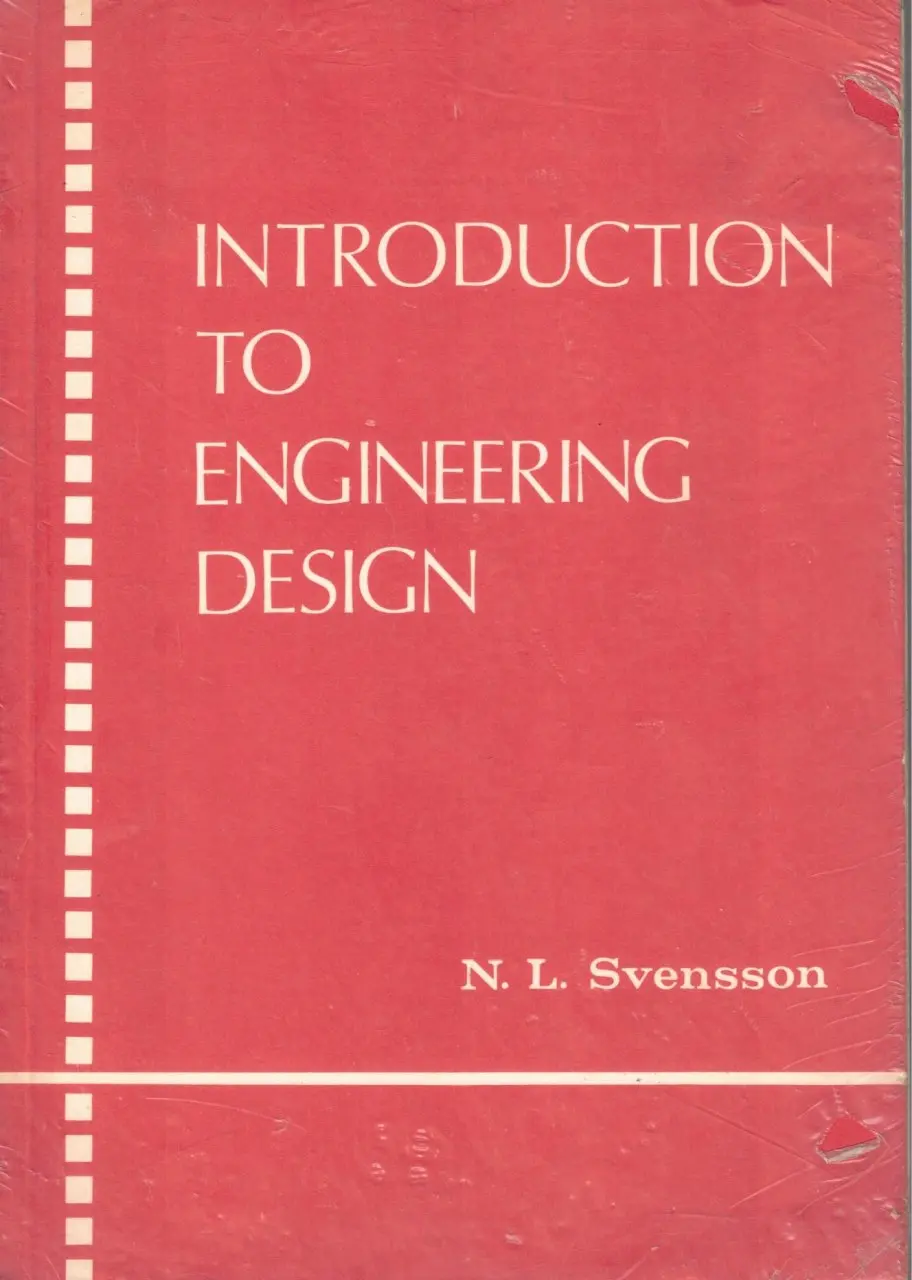 INTRODUCTION
TO
ENGINEERING
DESIGN
N. L. Svensson